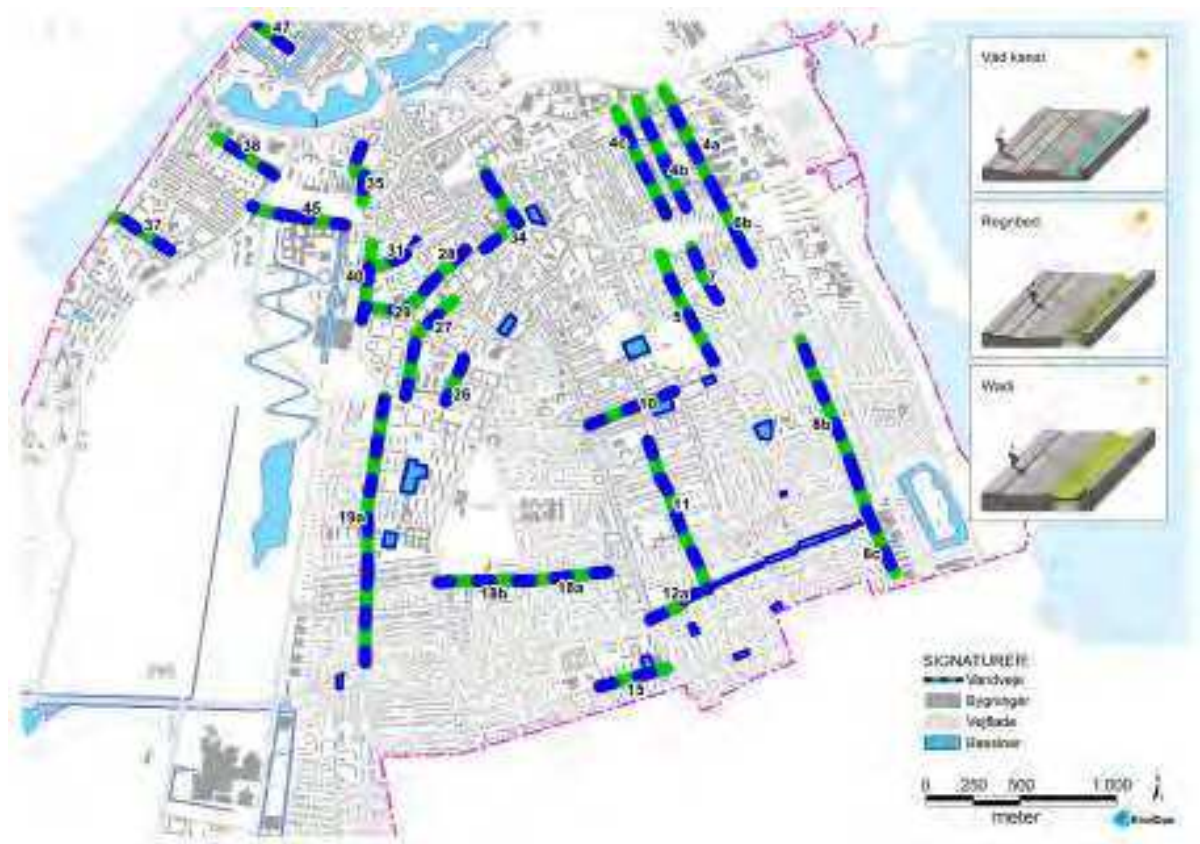 47
Våd kanal
4c
4a
38
4b
35
37
45
6b
34
31
28
Regnbed
40
7
29
27
5
26
10
Wadi
8b
19a
11
8c
18b
18a
12a
15
SIGNATURER
Vandveje
Bygninger
Vejflade
Bassiner
0 250 500 1.000
meter